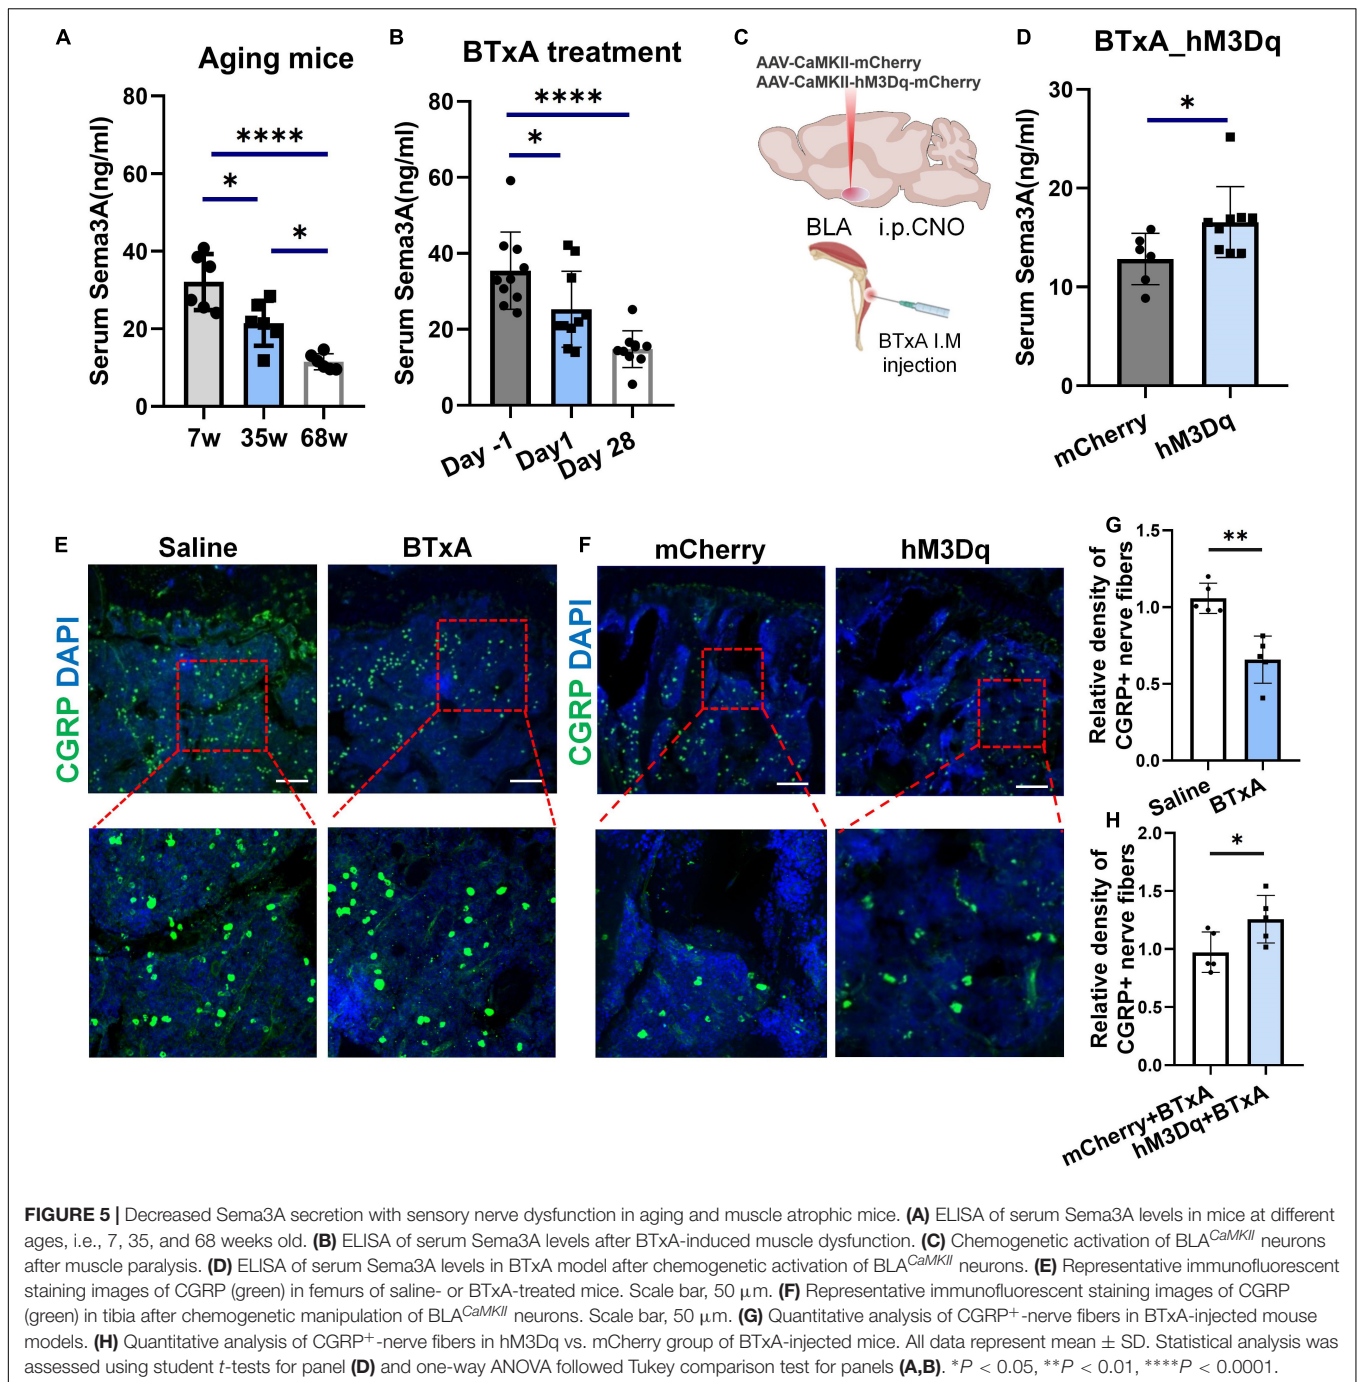 A
Aging mice
Serum Sema3A(ng/ml)
80
60
40
20
0
****
*
*
7w 35w 68w
B
BTxA treatment
Serum Sema3A(ng/ml)
80
60
40
20
0
****
*
Day -1 Day1 Day 28
C
AAV-CaMKII-mCherry
AAV-CaMKII-hM3Dq-mCherry
BLA i.p.CNO
BTxA I.M
injection
D
BTxA_hM3Dq
Serum Sema3A(ng/ml)
30
20
10
0
*
mCherry hM3Dq
E
Saline BTxA
CGRP DAPI
F
mCherry hM3Dq
CGRP DAPI
G
Relative density of
CGRP+ nerve fibers
1.5
1.0
0.5
0.0
**
Saline BTxA
H
Relative density of
CGRP+ nerve fibers
2.0
1.5
1.0
0.5
0.0
*
mCherry+BTxA hM3Dq+BTxA
FIGURE 5 | Decreased Sema3A secretion with sensory nerve dysfunction in aging and muscle atrophic mice. (A) ELISA of serum Sema3A levels in mice at different
ages, i.e., 7, 35, and 68 weeks old. (B) ELISA of serum Sema3A levels after BTxA-induced muscle dysfunction. (C) Chemogenetic activation of BLA^CaMKII neurons
after muscle paralysis. (D) ELISA of serum Sema3A levels in BTxA model after chemogenetic activation of BLA^CaMKII neurons. (E) Representative immunofluorescent
staining images of CGRP (green) in femurs of saline- or BTxA-treated mice. Scale bar, 50 μm. (F) Representative immunofluorescent staining images of CGRP
(green) in tibia after chemogenetic manipulation of BLA^CaMKII neurons. Scale bar, 50 μm. (G) Quantitative analysis of CGRP⁺-nerve fibers in BTxA-injected mouse
models. (H) Quantitative analysis of CGRP⁺-nerve fibers in hM3Dq vs. mCherry group of BTxA-injected mice. All data represent mean ± SD. Statistical analysis was
assessed using student t-tests for panel (D) and one-way ANOVA followed Tukey comparison test for panels (A,B). *P < 0.05, **P < 0.01, ****P < 0.0001.